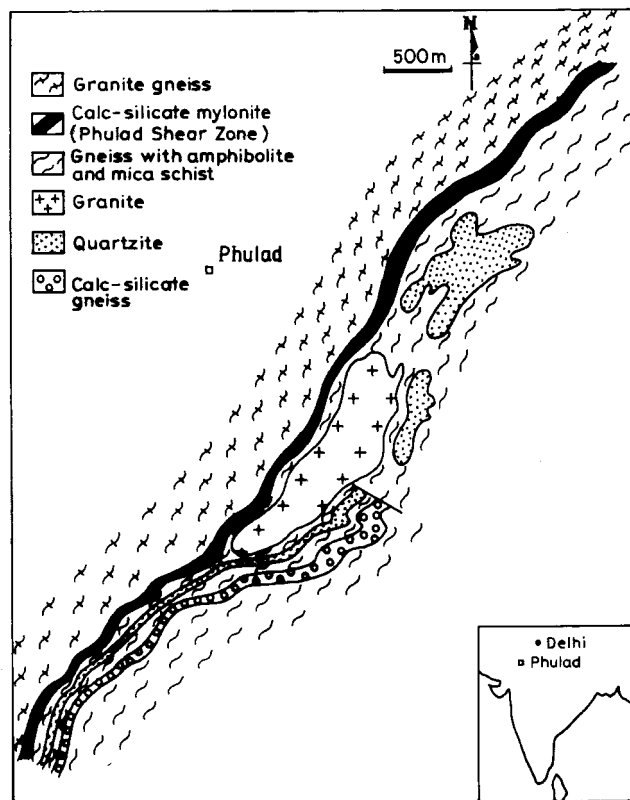 N
500m
Granite gneiss
Calc-silicate mylonite
(Phulad Shear Zone)
Gneiss with amphibolite
and mica schist
Granite
Quartzite
Phulad
Calc-silicate
gneiss
Delhi
Phulad